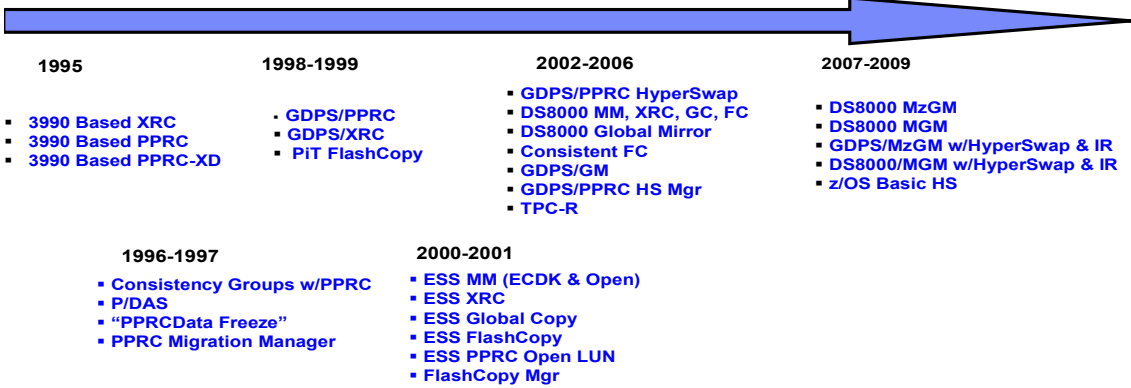 1995
▪ 3990 Based XRC
▪ 3990 Based PPRC
▪ 3990 Based PPRC-XD
1998-1999
▪ GDPS/PPRC
▪ GDPS/XRC
▪ PiT FlashCopy
2002-2006
▪ GDPS/PPRC HyperSwap
▪ DS8000 MM, XRC, GC, FC
▪ DS8000 Global Mirror
▪ Consistent FC
▪ GDPS/GM
▪ GDPS/PPRC HS Mgr
▪ TPC-R
2007-2009
▪ DS8000 MzGM
▪ DS8000 MGM
▪ GDPS/MzGM w/HyperSwap & IR
▪ DS8000/MGM w/HyperSwap & IR
▪ z/OS Basic HS
1996-1997
▪ Consistency Groups w/PPRC
▪ P/DAS
▪ “PPRCData Freeze”
▪ PPRC Migration Manager
2000-2001
▪ ESS MM (ECDK & Open)
▪ ESS XRC
▪ ESS Global Copy
▪ ESS FlashCopy
▪ ESS PPRC Open LUN
▪ FlashCopy Mgr